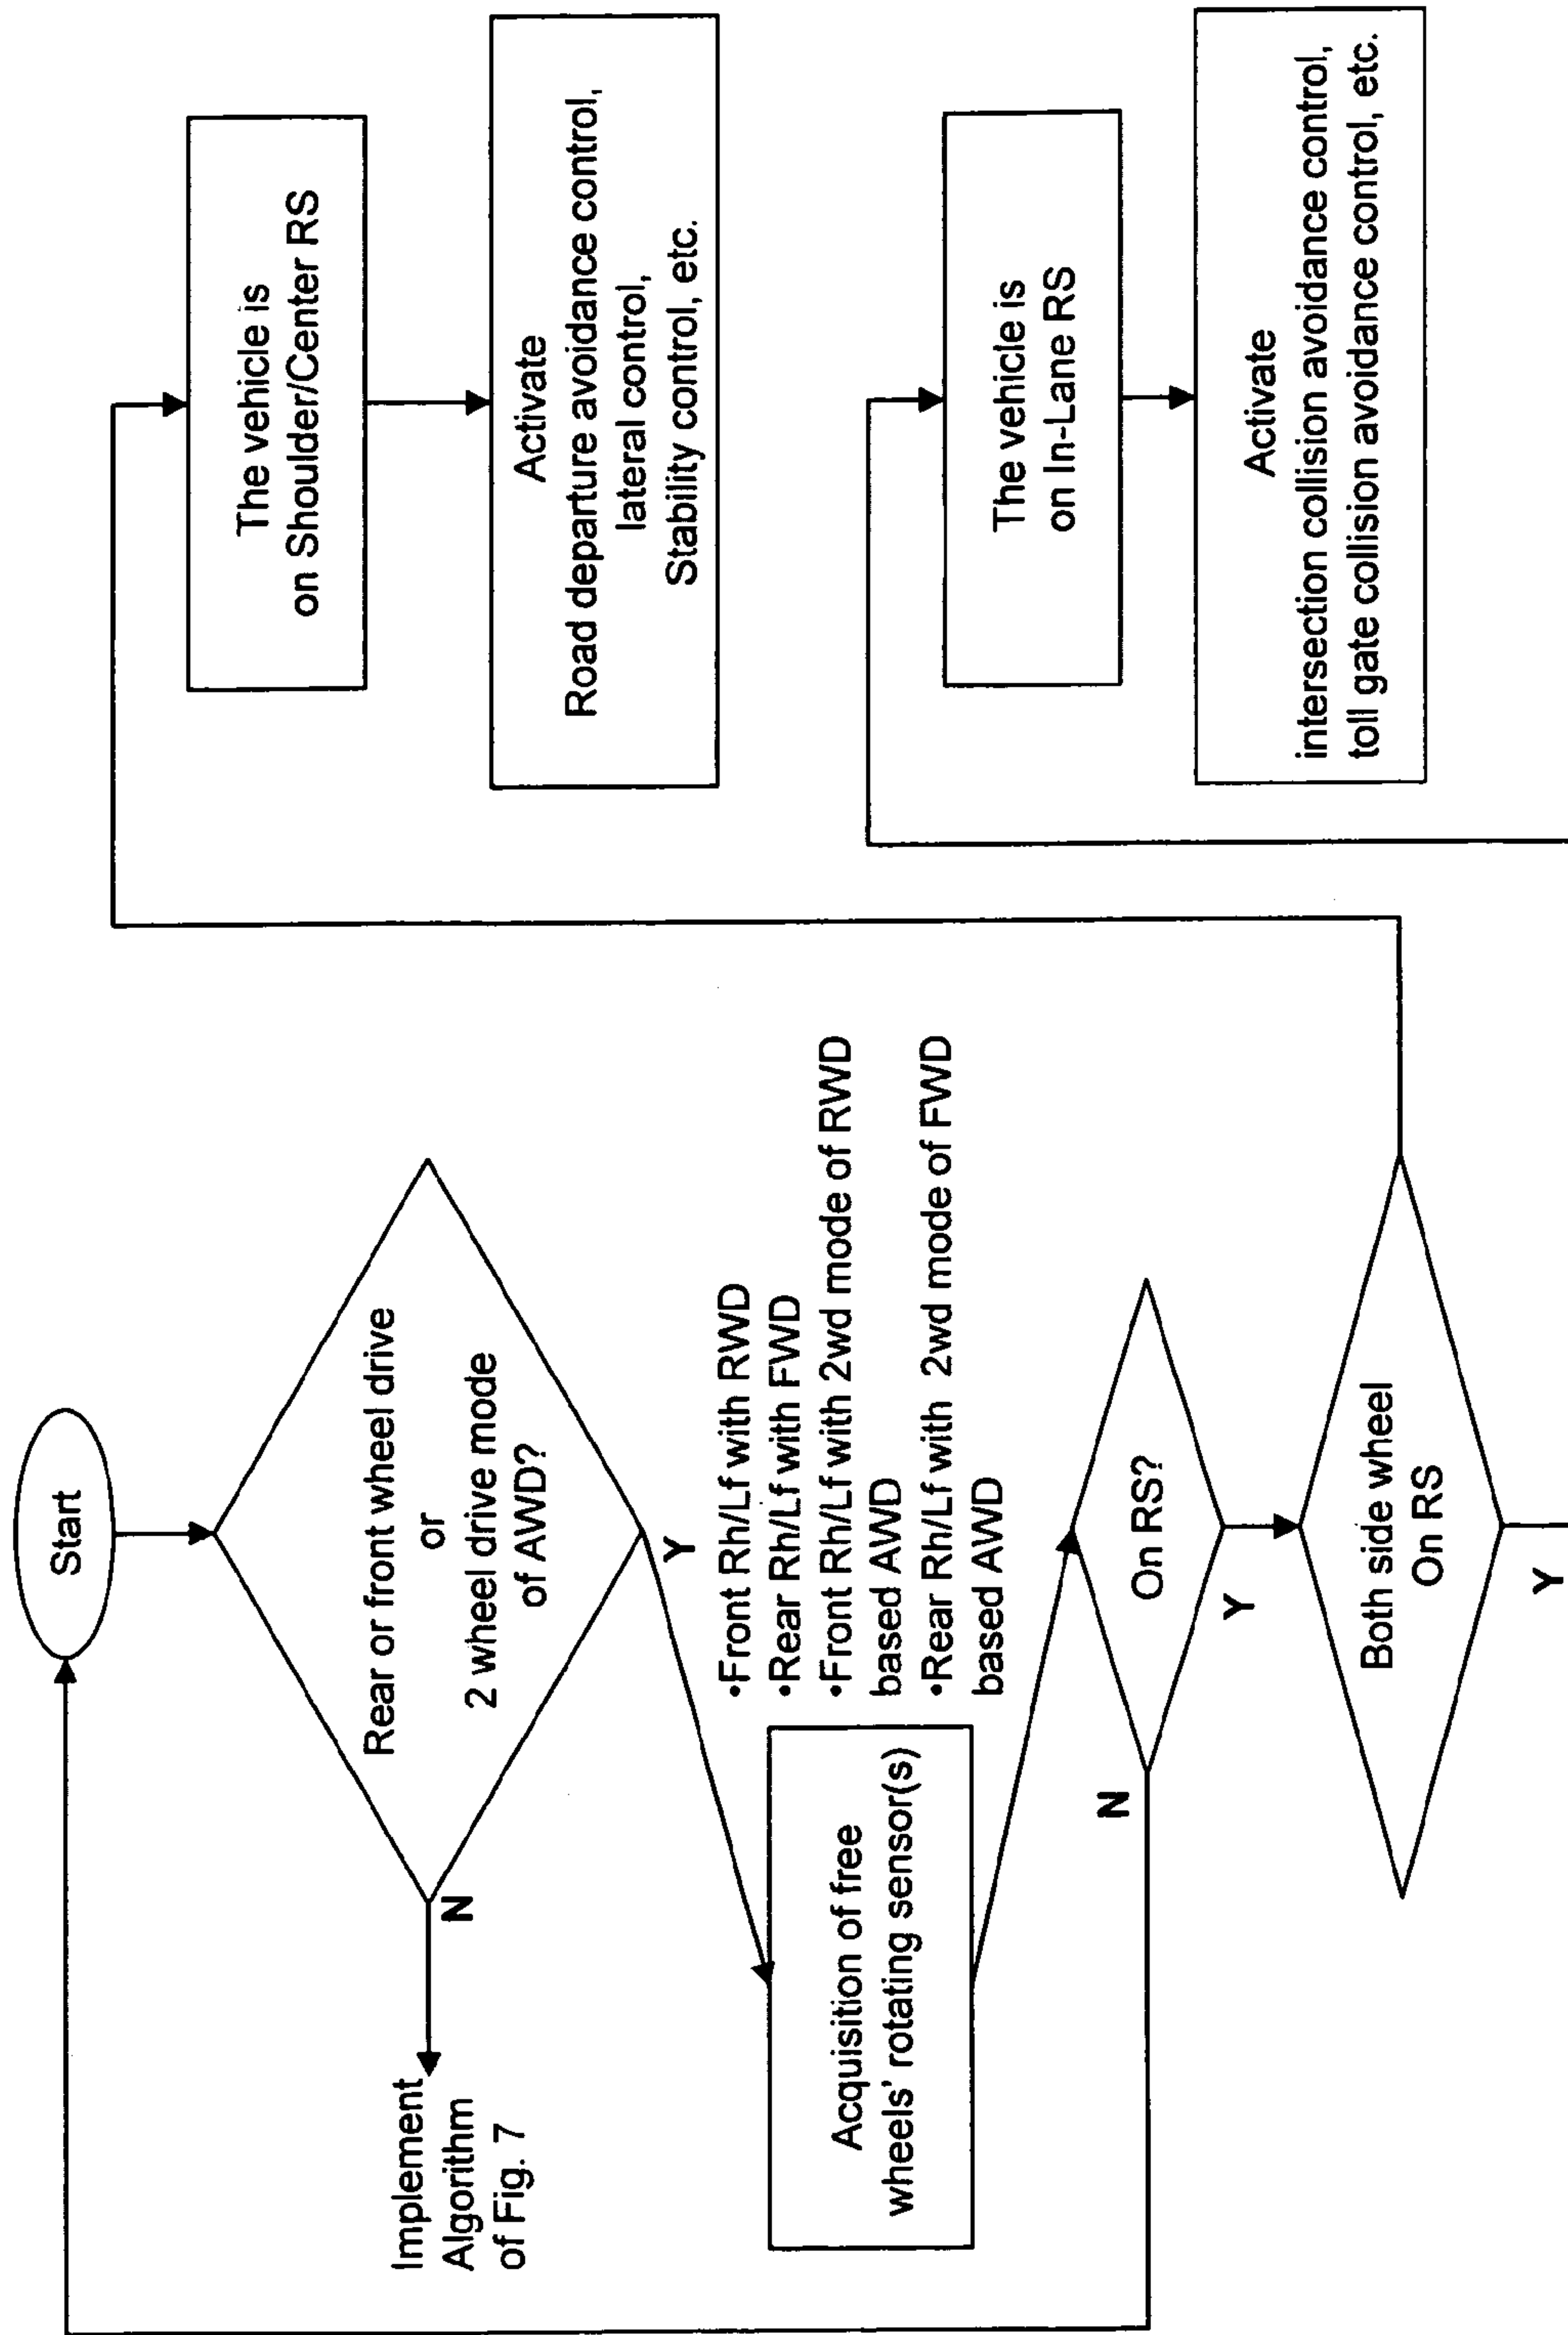 Start
Rear or front wheel drive
or
2 wheel drive mode
of AWD?
N
Implement
Algorithm
of Fig. 7
Y
•Front Rh/Lf with RWD
•Rear Rh/Lf with FWD
•Front Rh/Lf with 2wd mode of RWD
based AWD
•Rear Rh/Lf with 2wd mode of FWD
based AWD
Acquisition of free
wheels' rotating sensor(s)
On RS?
N
Y
Both side wheel
On RS
Y
The vehicle is
on Shoulder/Center RS
Activate
Road departure avoidance control,
lateral control,
Stability control, etc.
The vehicle is
on In-Lane RS
Activate
intersection collision avoidance control,
toll gate collision avoidance control, etc.